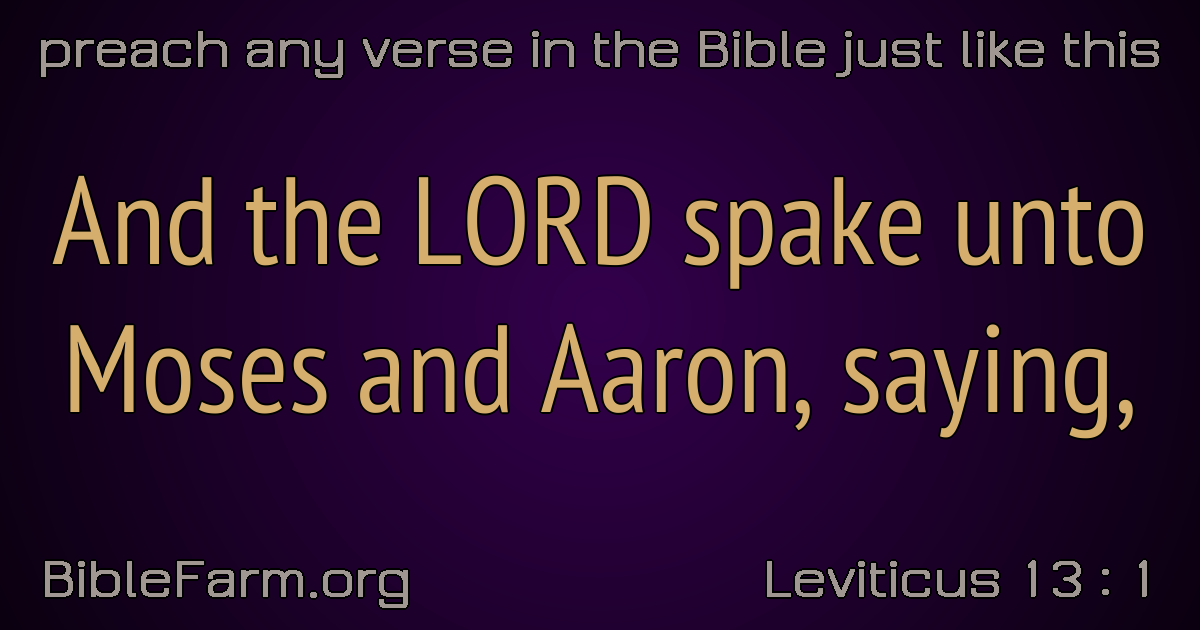 preach any verse in the Bible just like this
And the LORD spake unto
Moses and Aaron, saying,
BibleFarm.org
Leviticus 13 : 1